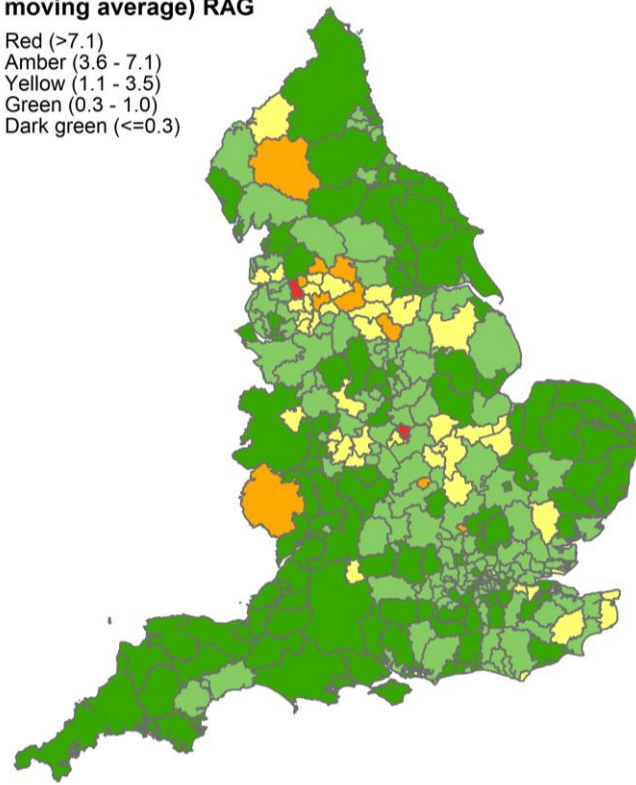 moving average) RAG
Red (>7.1)
Amber (3.6 - 7.1)
Yellow (1.1 - 3.5)
Green (0.3 - 1.0)
Dark green (<=0.3)